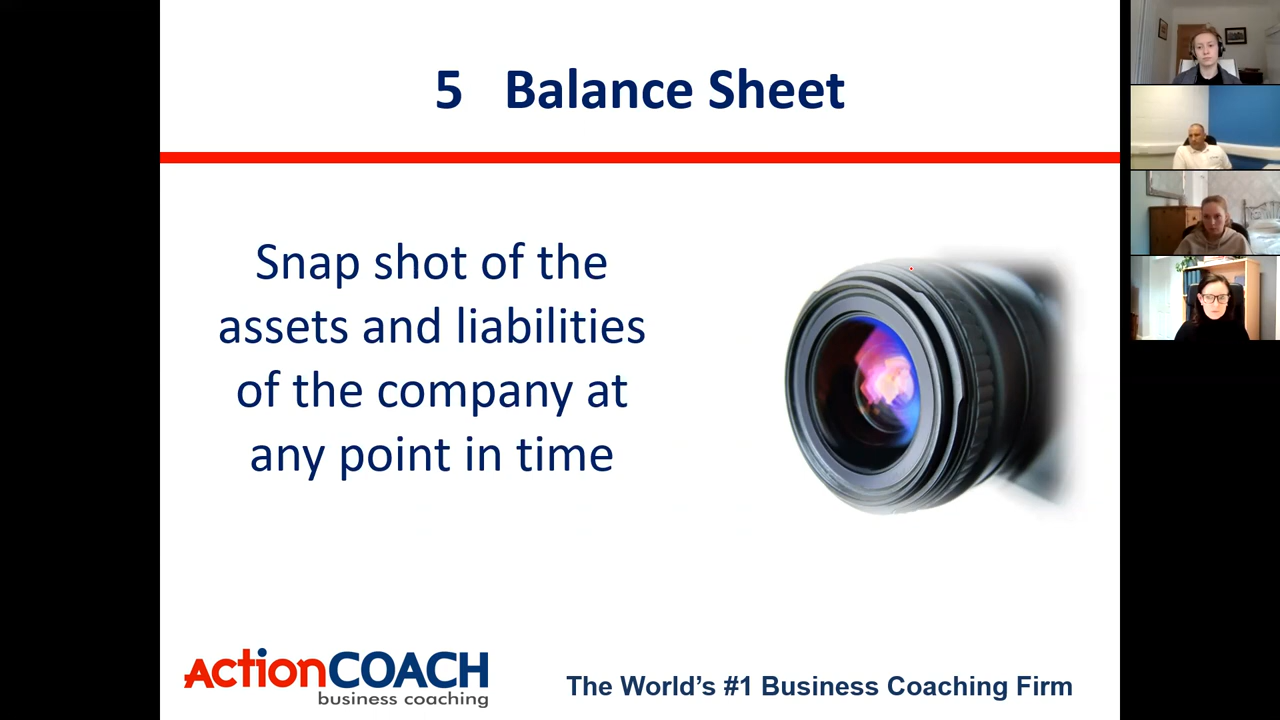 5 Balance Sheet
Snap shot of the
assets and liabilities
of the company at
any point in time
ActionCOACH
business coaching
The World's #1 Business Coaching Firm